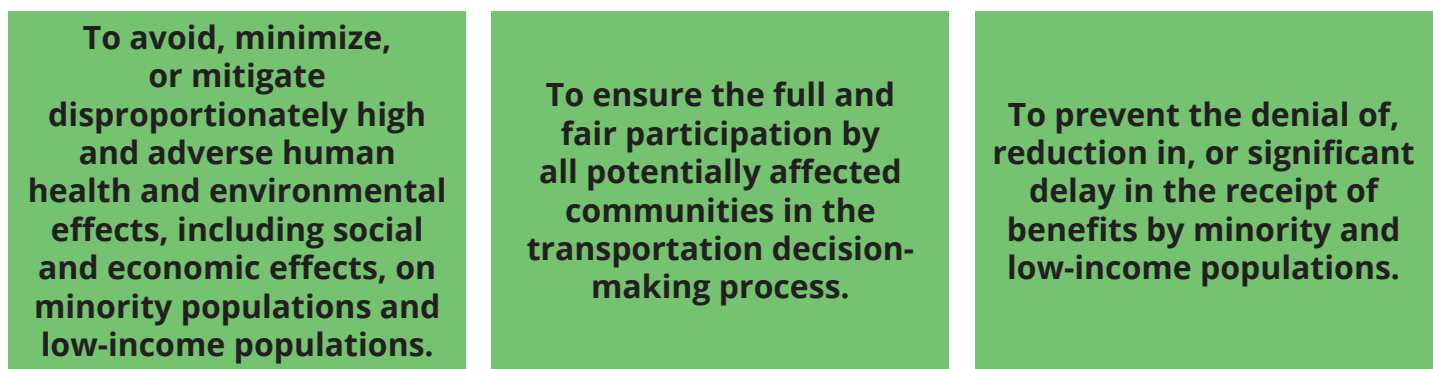 To avoid, minimize,
or mitigate
disproportionately high
and adverse human
health and environmental
effects, including social
and economic effects, on
minority populations and
low-income populations.
To ensure the full and
fair participation by
all potentially affected
communities in the
transportation decision-
making process.
To prevent the denial of,
reduction in, or significant
delay in the receipt of
benefits by minority and
low-income populations.